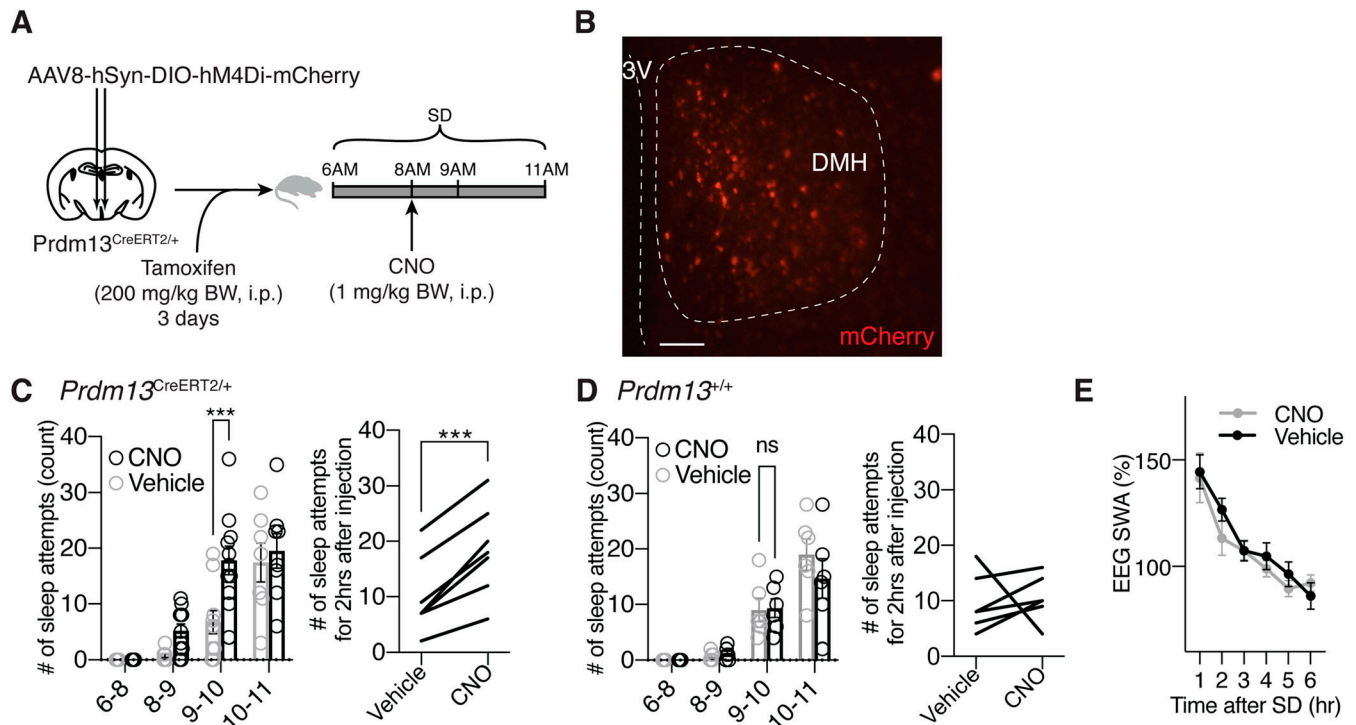 A
AAV8-hSyn-DIO-hM4Di-mCherry
Prdm13CreERT2/+
Tamoxifen
(200 mg/kg BW, i.p.)
3 days
SD
6AM
8AM
9AM
11AM
CNO
(1 mg/kg BW, i.p.)
B
3V
DMH
mCherry
C
Prdm13CreERT2/+
# of sleep attempts (count)
40
30
20
10
0
***
CNO
Vehicle
6-8
8-9
9-10
10-11
# of sleep attempts
for 2hrs after injection
40
30
20
10
0
***
Vehicle
CNO
D
Prdm13+/+
# of sleep attempts (count)
40
30
20
10
0
ns
CNO
Vehicle
6-8
8-9
9-10
10-11
# of sleep attempts
for 2hrs after injection
40
30
20
10
0
Vehicle
CNO
E
EEG SWA (%)
150
100
CNO
Vehicle
1 2 3 4 5 6
Time after SD (hr)